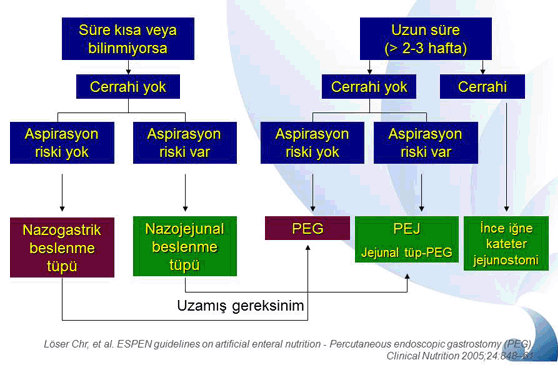 Süre kısa veya
bilinmiyorsa
Uzun süre
(> 2-3 hafta)
Cerrahi yok
Cerrahi yok
Cerrahi
Aspirasyon
riski yok
Aspirasyon
riski var
Aspirasyon
riski yok
Aspirasyon
riski var
Nazogastrik
beslenme
tüpü
Nazojejunal
beslenme
tüpü
PEG
PEJ
Jejunal tüp-PEG
İnce iğne
kateter
jejunostomi
Uzamış gereksinim
Löser Chr, et al. ESPEN guidelines on artificial enteral nutrition - Percutaneous endoscopic gastrostomy (PEG)
Clinical Nutrition 2005;24:848–61